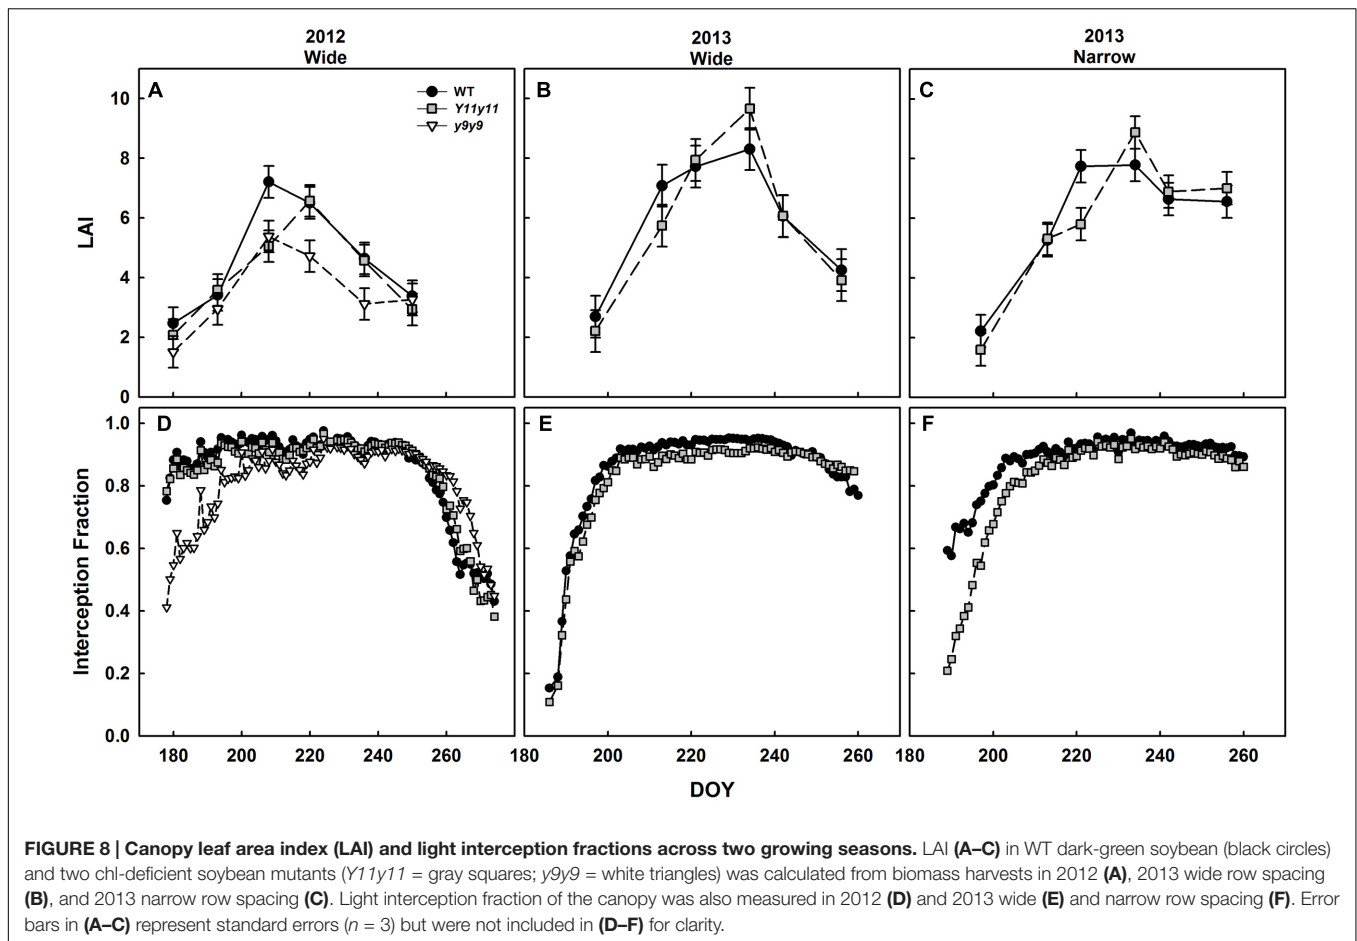 2012
Wide
2013
Wide
2013
Narrow
A
WT
Y11y11
y9y9
B
C
LAI
10
8
6
4
2
0
D
E
F
Interception Fraction
1.0
0.8
0.6
0.4
0.2
0.0
180 200 220 240 260
200 220 240 260
180 200 220 240 260
DOY
FIGURE 8 | Canopy leaf area index (LAI) and light interception fractions across two growing seasons. LAI (A–C) in WT dark-green soybean (black circles)
and two chl-deficient soybean mutants (Y11y11 = gray squares; y9y9 = white triangles) was calculated from biomass harvests in 2012 (A), 2013 wide row spacing
(B), and 2013 narrow row spacing (C). Light interception fraction of the canopy was also measured in 2012 (D) and 2013 wide (E) and narrow row spacing (F). Error
bars in (A–C) represent standard errors (n = 3) but were not included in (D–F) for clarity.